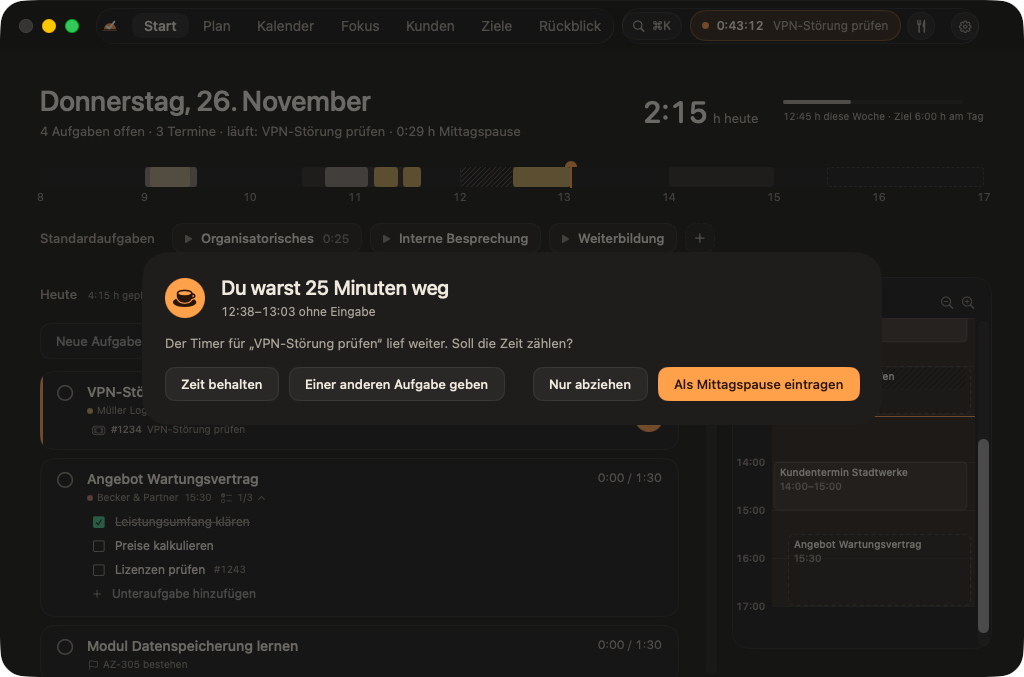 Start Plan Kalender Fokus Kunden Ziele Rückblick ⌘K 0:43:12 VPN-Störung prüfen
Donnerstag, 26. November
4 Aufgaben offen · 3 Termine · läuft: VPN-Störung prüfen · 0:29 h Mittagspause
2:15 h heute
12:45 h diese Woche · Ziel 6:00 h am Tag
8 9 10 11 12 13 14 15 16 17
Standardaufgaben Organisatorisches 0:25 Interne Besprechung Weiterbildung +
Heute 4:15 h
Neue Aufgabe
Du warst 25 Minuten weg
12:38–13:03 ohne Eingabe
Der Timer für „VPN-Störung prüfen“ lief weiter. Soll die Zeit zählen?
Zeit behalten Einer anderen Aufgabe geben Nur abziehen Als Mittagspause eintragen
Müller
#1234 VPN-Störung prüfen
Angebot Wartungsvertrag 0:00 / 1:30
Becker & Partner 15:30 1/3
Leistungsumfang klären
Preise kalkulieren
Lizenzen prüfen #1243
+ Unteraufgabe hinzufügen
Modul Datenspeicherung lernen 0:00 / 1:30
AZ-305 bestehen
14:00
Kundentermin Stadtwerke
14:00–15:00
15:00
Angebot Wartungsvertrag
15:30
16:00
17:00